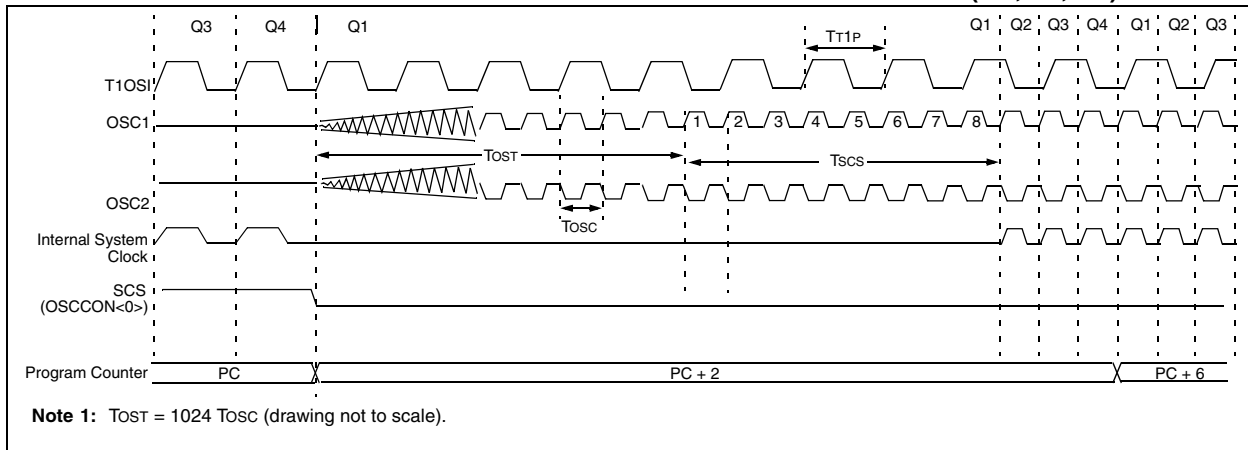 Q3 Q4 Q1 Q1 Q2 Q3 Q4 Q1 Q2 Q3
TT1P
T1OSI
OSC1
1 2 3 4 5 6 7 8
TOST TSCS
OSC2
TOSC
Internal System
Clock
SCS
(OSCCON<0>)
Program Counter PC PC + 2 PC + 6
Note 1: TOST = 1024 TOSC (drawing not to scale).